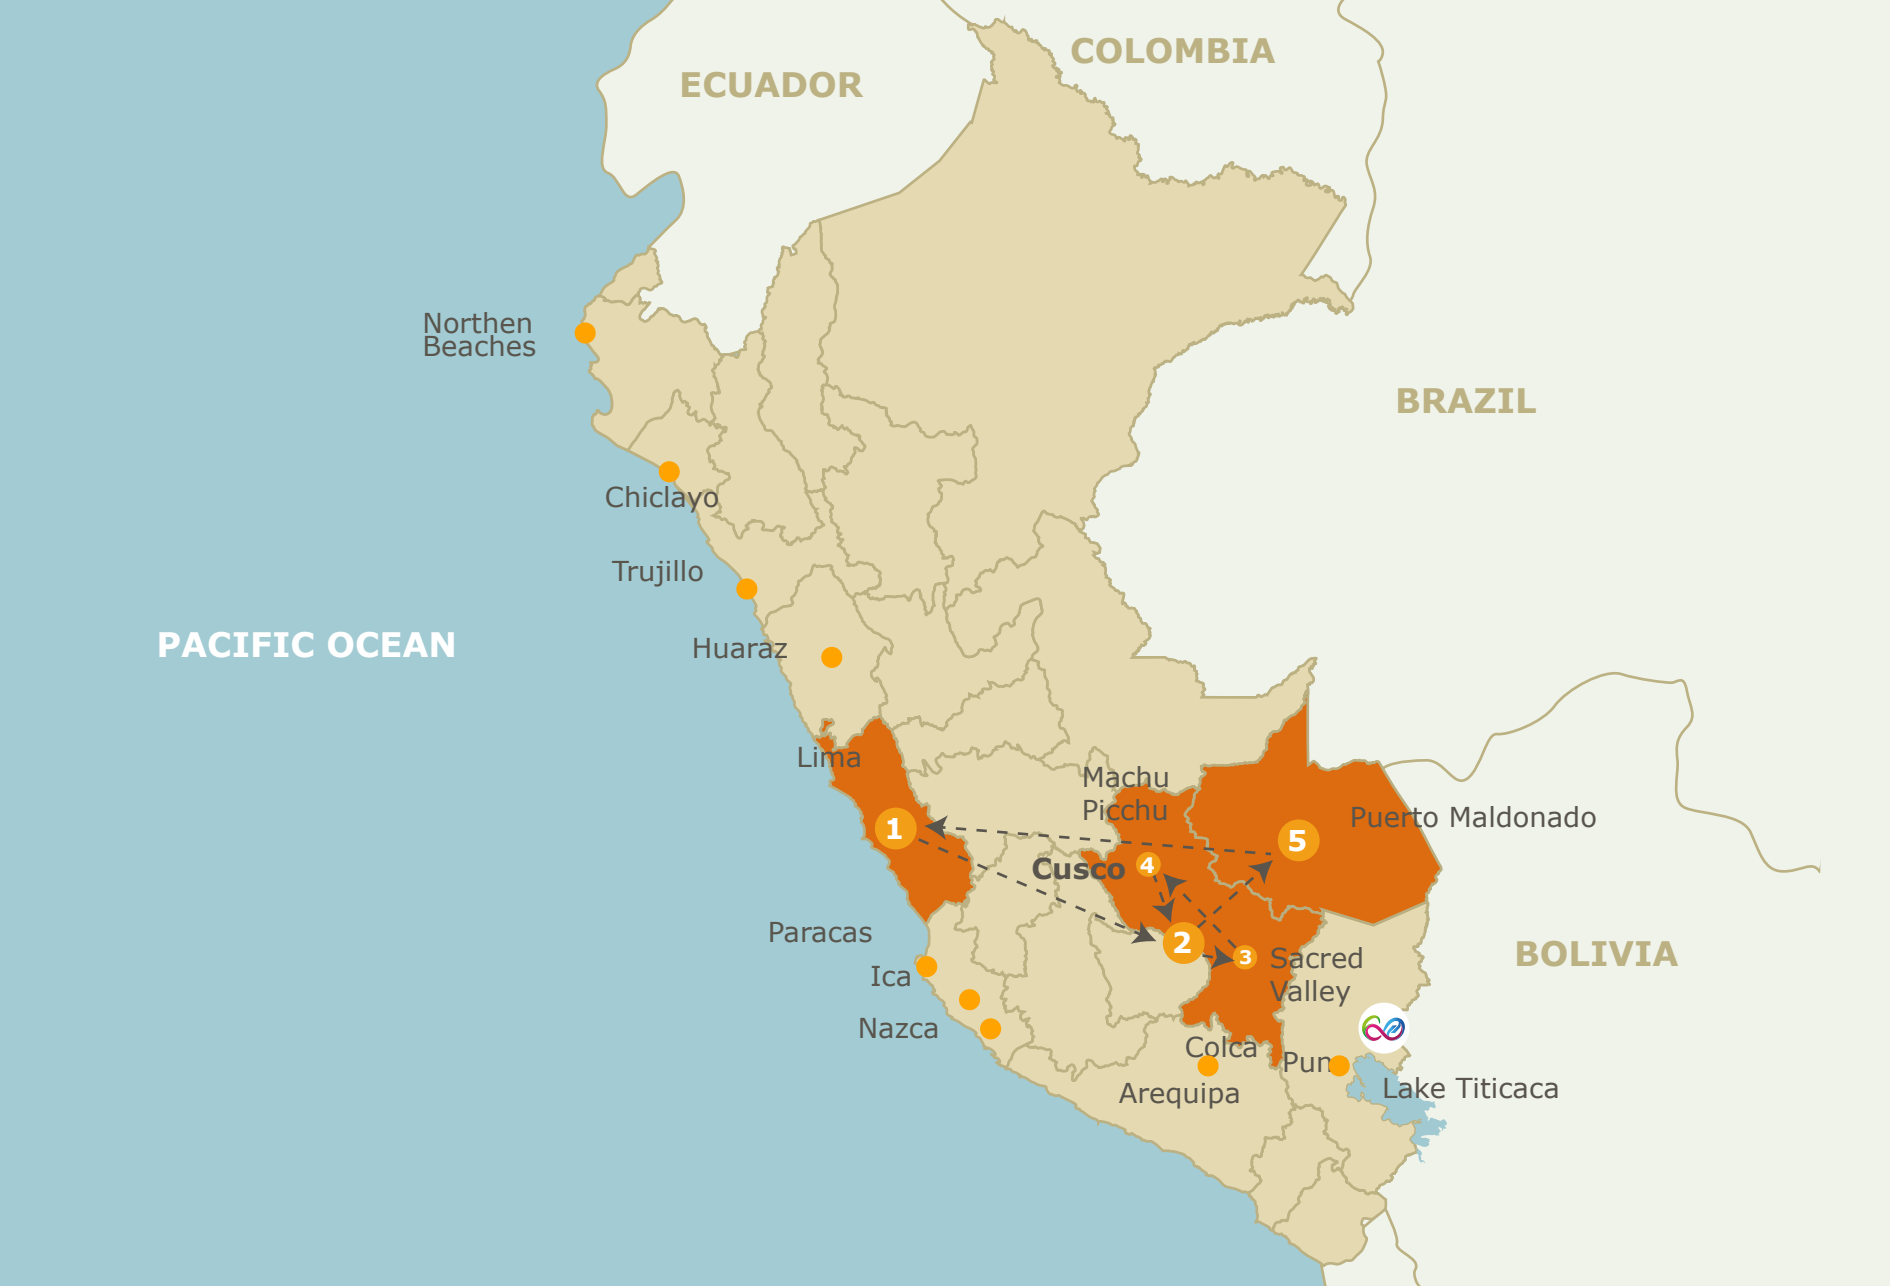 COLOMBIA
ECUADOR
Northen
Beaches
BRAZIL
Chiclayo
Trujillo
PACIFIC OCEAN
Huaraz
Lima
Machu
Picchu
Puerto Maldonado
1
5
Cusco
4
Paracas
2
3
Sacred
Valley
BOLIVIA
Ica
Nazca
Colca
Pun
Lake Titicaca
Arequipa